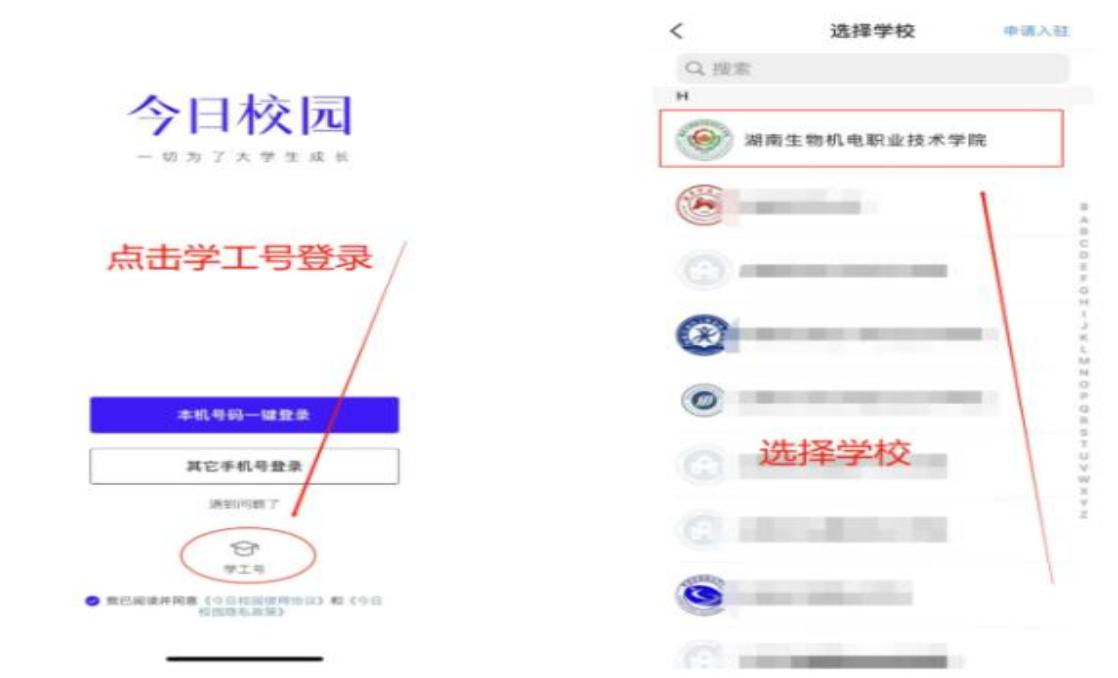 今日校园
一切为了大学生成长
点击学工号登录
本机号码一键登录
其它手机号登录
遇到问题了
学工号
我已阅读并同意《今日校园使用协议》和《今日
校园隐私政策》
选择学校
申请入驻
搜索
H
湖南生物机电职业技术学院
选择学校
A
B
C
D
E
F
G
H
I
J
K
L
M
N
O
P
Q
R
S
T
U
V
W
X
Y
Z